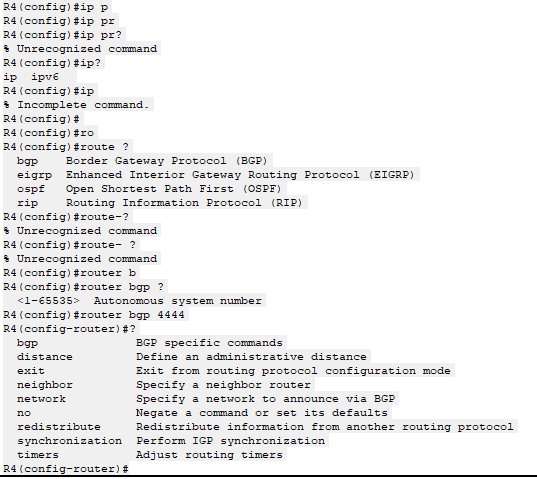 R4(config)#ip p
R4(config)#ip pr
R4(config)#ip pr?
% Unrecognized command
R4(config)#ip?
ip  ipv6
R4(config)#ip
% Incomplete command.
R4(config)#
R4(config)#ro
R4(config)#route ?
  bgp    Border Gateway Protocol (BGP)
  eigrp  Enhanced Interior Gateway Routing Protocol (EIGRP)
  ospf   Open Shortest Path First (OSPF)
  rip    Routing Information Protocol (RIP)
R4(config)#route-?
% Unrecognized command
R4(config)#route- ?
% Unrecognized command
R4(config)#router b
R4(config)#router bgp ?
  <1-65535>  Autonomous system number
R4(config)#router bgp 4444
R4(config-router)#?
  bgp              BGP specific commands
  distance         Define an administrative distance
  exit             Exit from routing protocol configuration mode
  neighbor         Specify a neighbor router
  network          Specify a network to announce via BGP
  no               Negate a command or set its defaults
  redistribute     Redistribute information from another routing protocol
  synchronization  Perform IGP synchronization
  timers           Adjust routing timers
R4(config-router)#